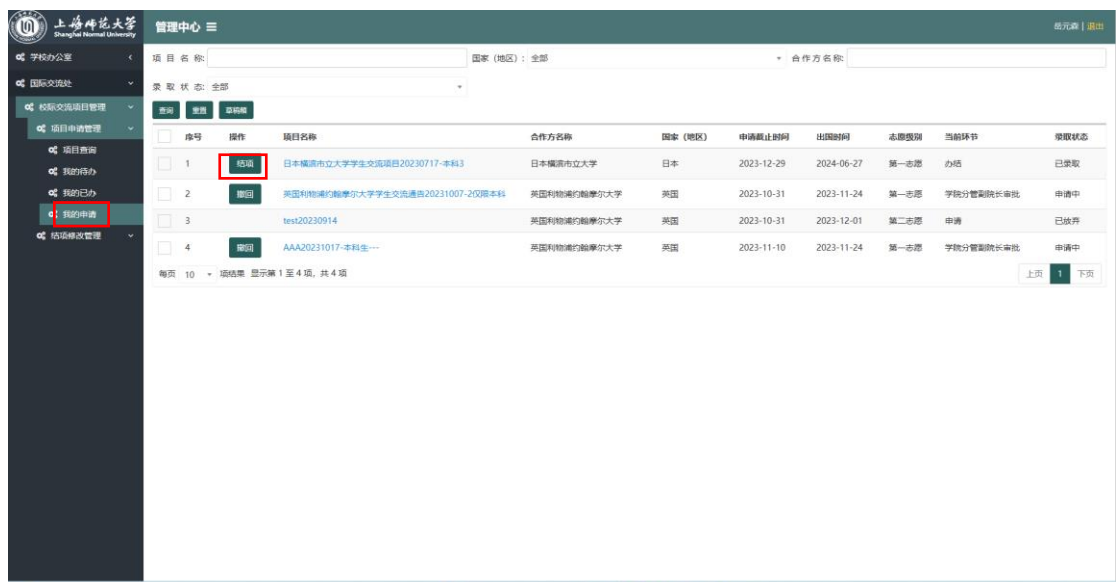 上海师范大学
Shanghai Normal University
管理中心
岳元森 | 退出
学校办公室
国际交流处
校际交流项目管理
项目申请管理
项目查询
我的待办
我的已办
我的申请
结项修改管理
项 目 名 称:
国家（地区）: 全部
合作方名称:
录 取 状 态: 全部
查询 重置 草稿箱
序号 操作 项目名称 合作方名称 国家（地区） 申请截止时间 出国时间 志愿级别 当前环节 录取状态
1 结项 日本横滨市立大学学生交流项目20230717-本科3 日本横滨市立大学 日本 2023-12-29 2024-06-27 第一志愿 办结 已录取
2 撤回 英国利物浦约翰摩尔大学学生交流通告20231007-2仅限本科 英国利物浦约翰摩尔大学 英国 2023-10-31 2023-11-24 第一志愿 学院分管副院长审批 申请中
3 test20230914 英国利物浦约翰摩尔大学 英国 2023-10-31 2023-12-01 第二志愿 申请 已放弃
4 撤回 AAA20231017-本科生--- 英国利物浦约翰摩尔大学 英国 2023-11-10 2023-11-24 第一志愿 学院分管副院长审批 申请中
每页 10 项结果 显示第 1 至 4 项, 共 4 项
上页 1 下页